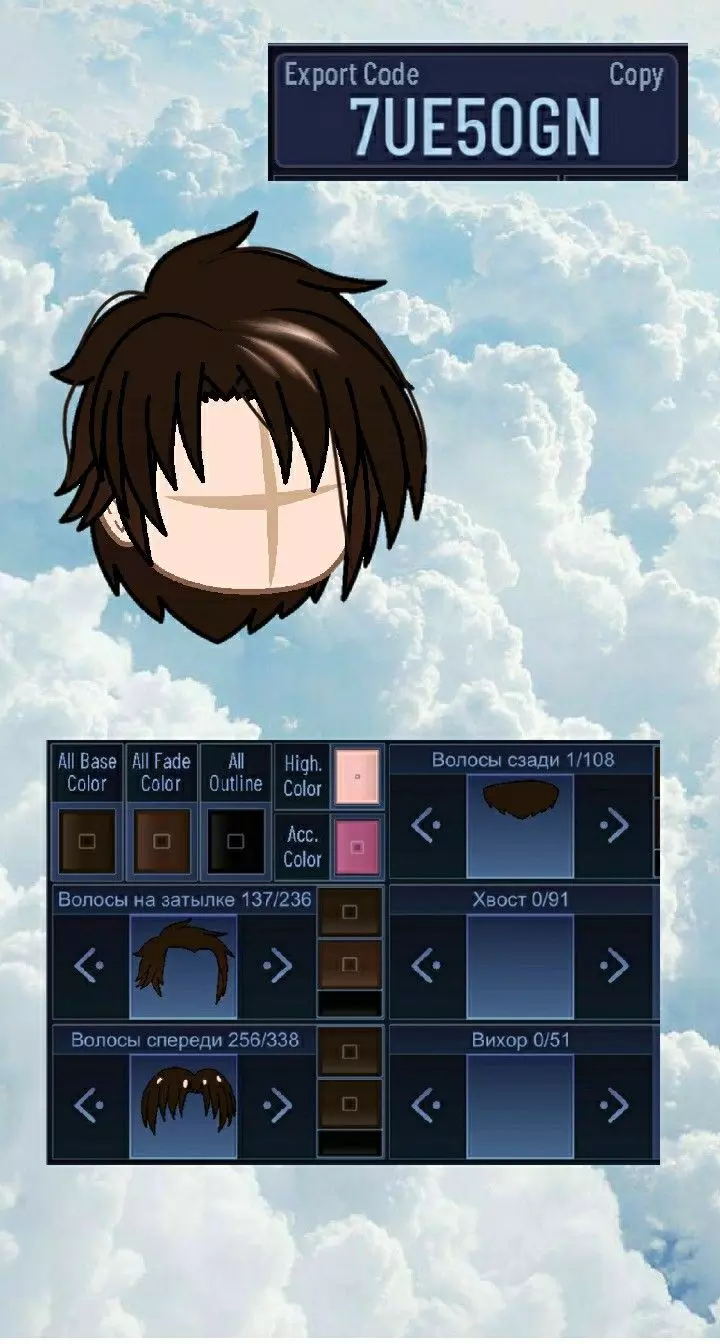 Export Code
Copy
7UE5OGN
All Base
Color
All Fade
Color
All
Outline
High.
Color
Acc.
Color
Волосы сзади 1/108
Волосы на затылке 137/236
Хвост 0/91
Волосы спереди 256/338
Вихор 0/51